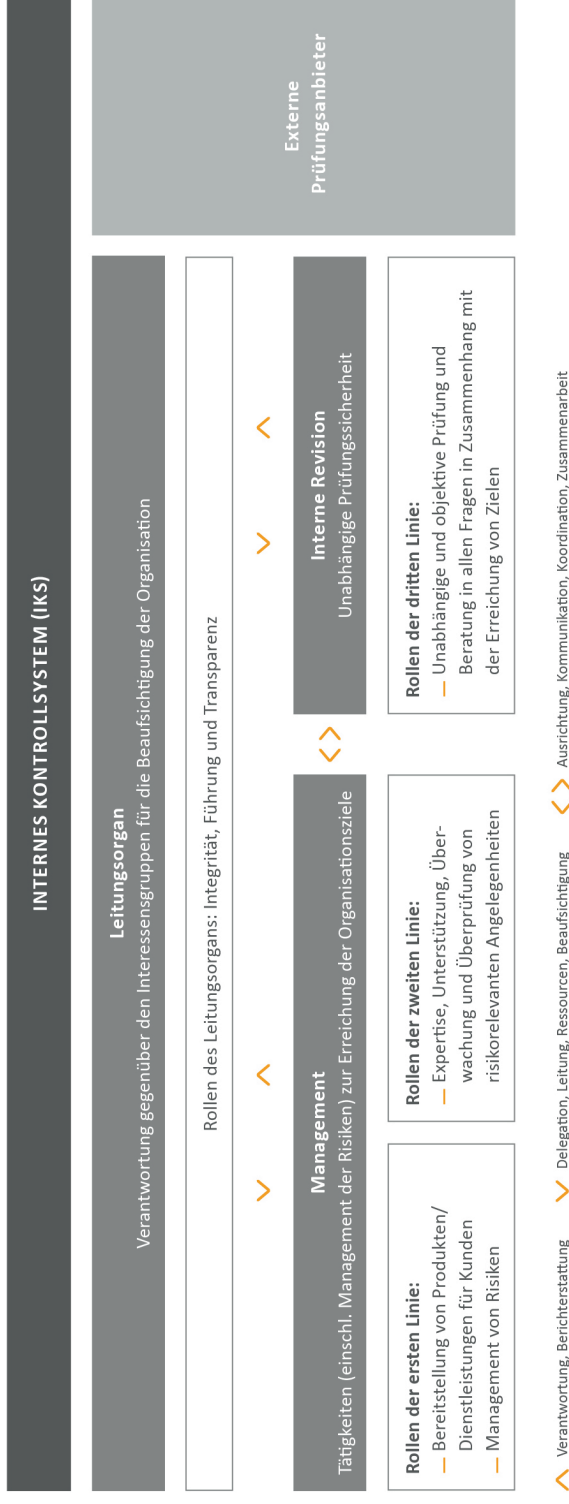 INTERNES KONTROLLSYSTEM (IKS)
Leitungsorgan
Verantwortung gegenüber den Interessensgruppen für die Beaufsichtigung der Organisation
Rollen des Leitungsorgans: Integrität, Führung und Transparenz
Management
Tätigkeiten (einschl. Management der Risiken) zur Erreichung der Organisationsziele
Rollen der ersten Linie:
— Bereitstellung von Produkten/
Dienstleistungen für Kunden
— Management von Risiken
Rollen der zweiten Linie:
— Expertise, Unterstützung, Über-
wachung und Überprüfung von
risikorelevanten Angelegenheiten
Interne Revision
Unabhängige Prüfungssicherheit
Rollen der dritten Linie:
— Unabhängige und objektive Prüfung und
Beratung in allen Fragen in Zusammenhang mit
der Erreichung von Zielen
Externe
Prüfungsanbieter
Verantwortung, Berichterstattung
Delegation, Leitung, Ressourcen, Beaufsichtigung
Ausrichtung, Kommunikation, Koordination, Zusammenarbeit